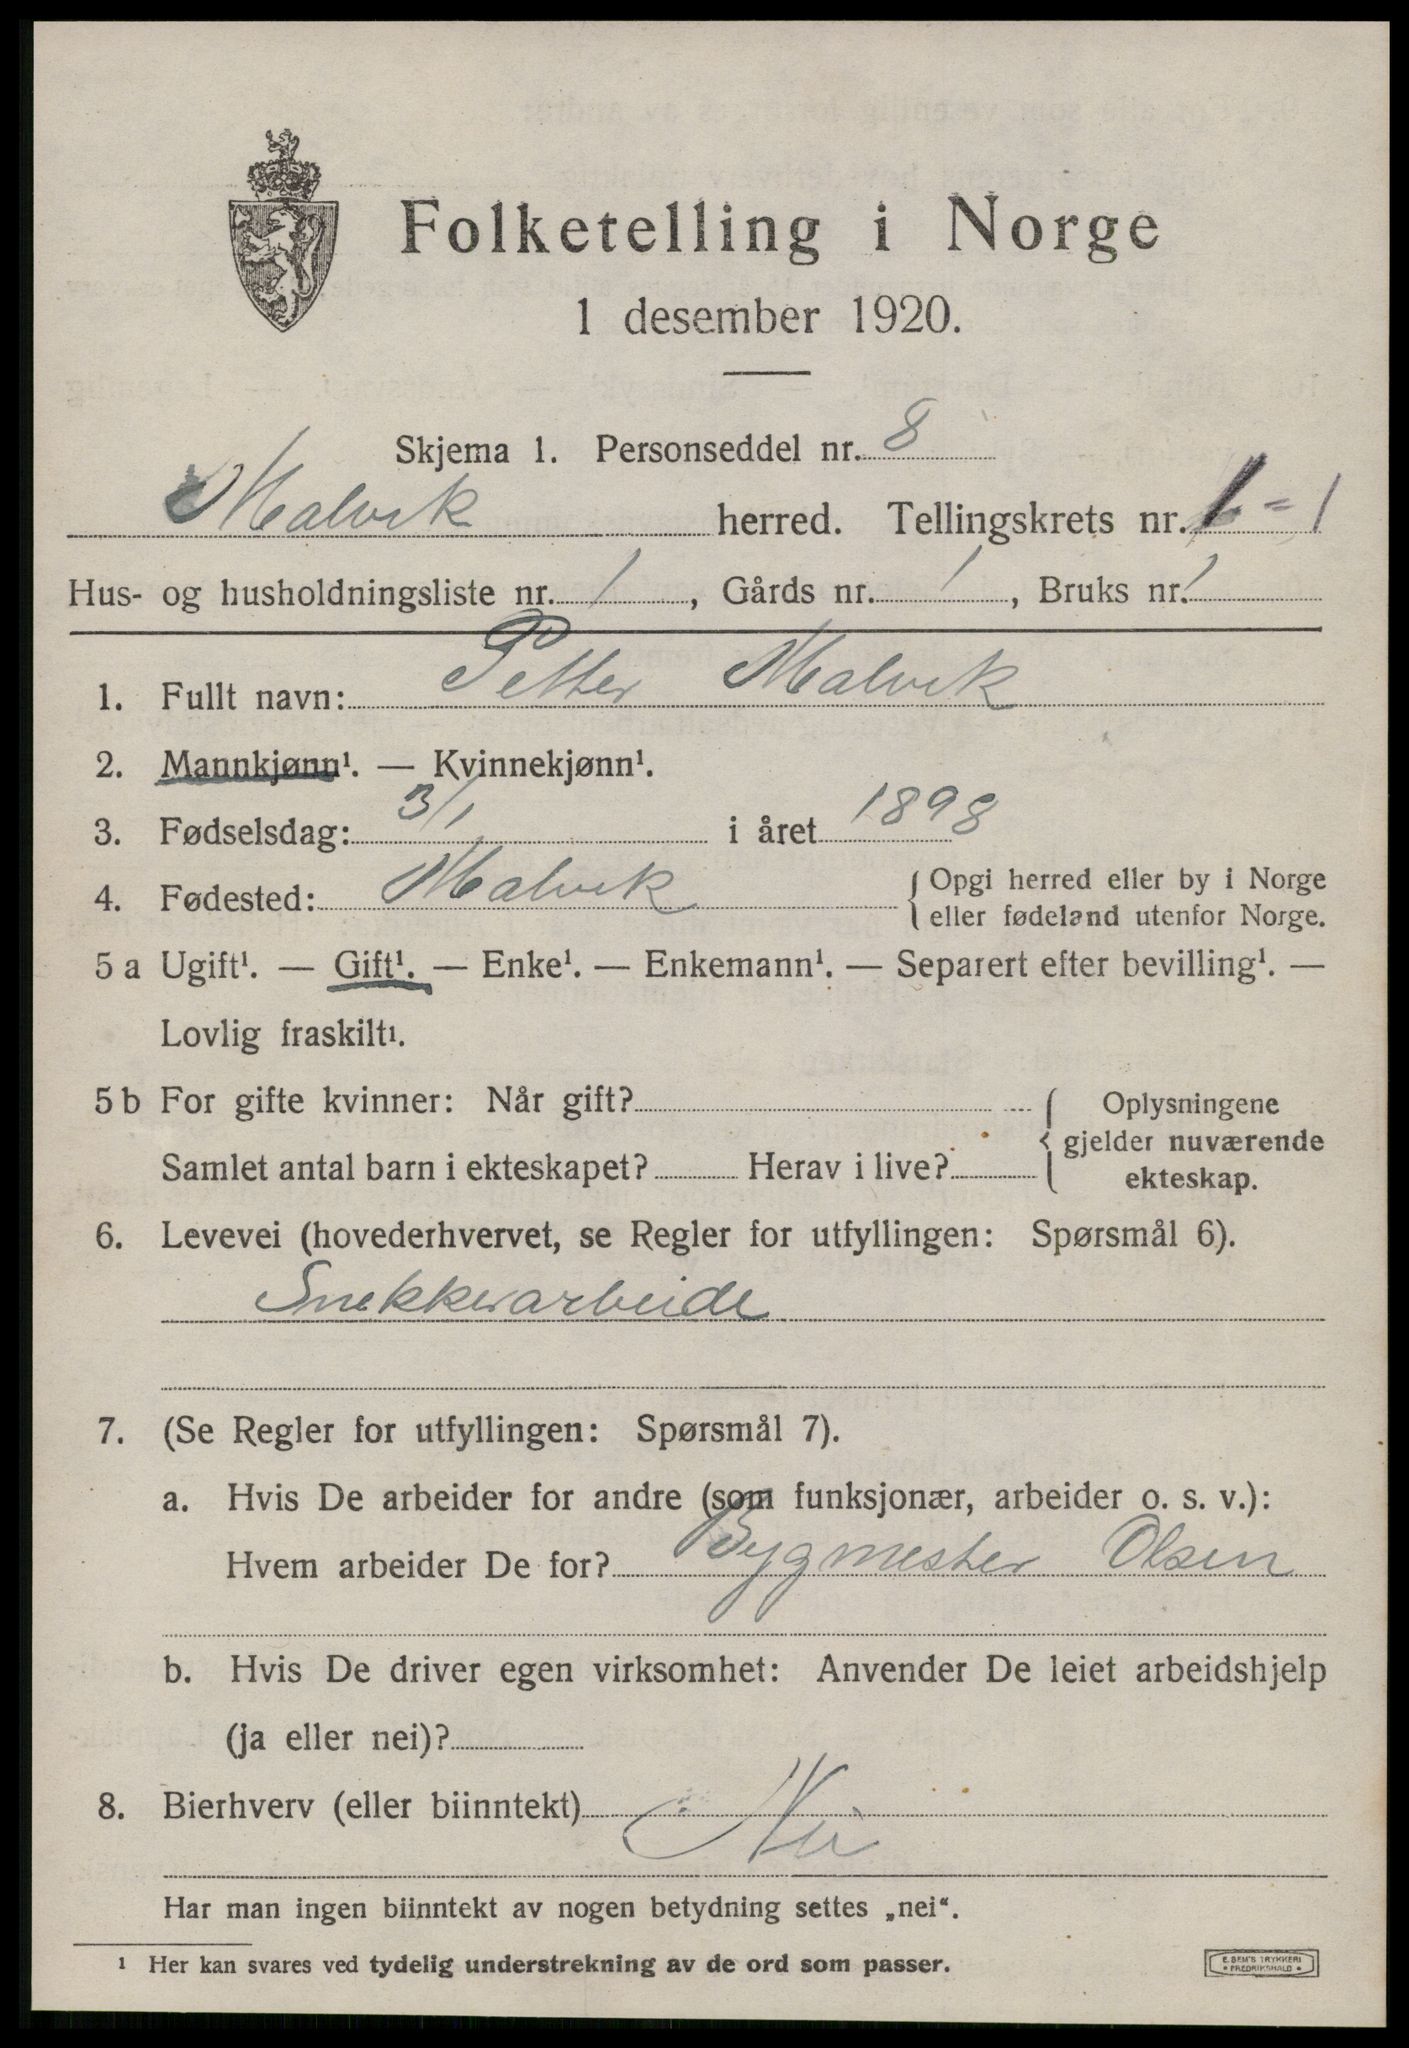 Folketelling i Norge
1 desember 1920.
Skjema 1. Personseddel nr. 8
Malvik herred. Tellingskrets nr. 1 = 1
Hus- og husholdningsliste nr. 1, Gårds nr. 1, Bruks nr. 1
1. Fullt navn: Petter Malvik
2. Mannkjønn¹. — Kvinnekjønn¹.
3. Fødselsdag: 3/1 i året 1898
4. Fødested: Malvik { Opgi herred eller by i Norge
eller fødeland utenfor Norge.
5 a Ugift¹. — Gift¹. — Enke¹. — Enkemann¹. — Separert efter bevilling¹. —
Lovlig fraskilt¹.
5 b For gifte kvinner: Når gift? { Oplysningene
gjelder nuværende
Samlet antal barn i ekteskapet? Herav i live?
ekteskap.
6. Levevei (hovederhvervet, se Regler for utfyllingen: Spørsmål 6).
Snekkerarbeide
7. (Se Regler for utfyllingen: Spørsmål 7).
a. Hvis De arbeider for andre (som funksjonær, arbeider o. s. v.):
Hvem arbeider De for? Bygmester Olsen
b. Hvis De driver egen virksomhet: Anvender De leiet arbeidshjelp
(ja eller nei)?
8. Bierhverv (eller biinntekt) Nei
Har man ingen biinntekt av nogen betydning settes „nei“.
¹ Her kan svares ved tydelig understrekning av de ord som passer.
E. SEM'S TRYKKERI
• FREDRIKSHALD •